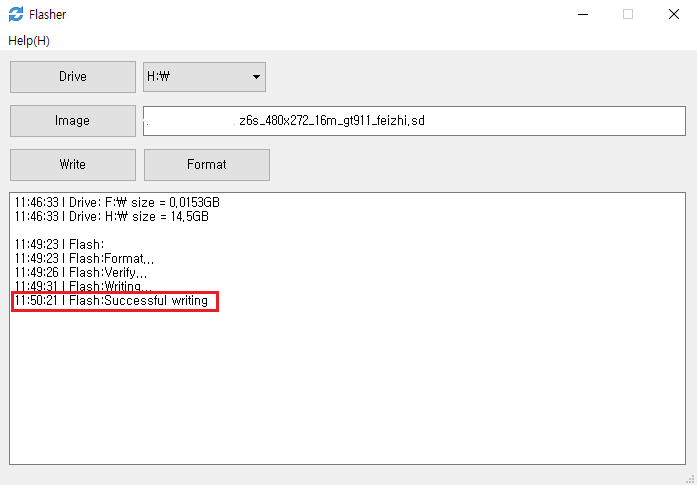 Flasher
Help(H)
Drive
H:₩
Image
z6s_480x272_16m_gt911_feizhi.sd
Write
Format
11:46:33 | Drive: F:₩ size = 0.0153GB
11:46:33 | Drive: H:₩ size = 14.5GB
11:49:23 | Flash:
11:49:23 | Flash:Format...
11:49:26 | Flash:Verify...
11:49:31 | Flash:Writing...
11:50:21 | Flash:Successful writing